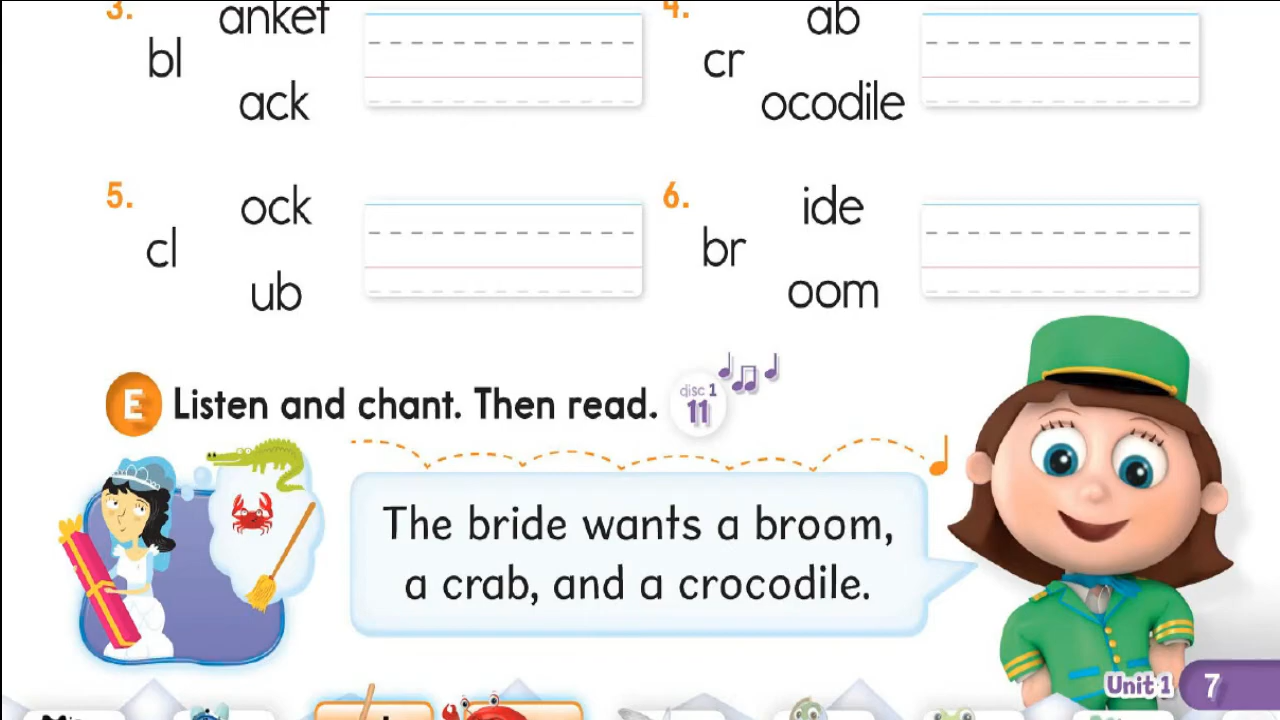 3.
anket
bl
ack
4.
ab
cr
ocodile
5.
ock
cl
ub
6.
ide
br
oom
E Listen and chant. Then read. disc 1 11
The bride wants a broom,
a crab, and a crocodile.
Unit 1 7